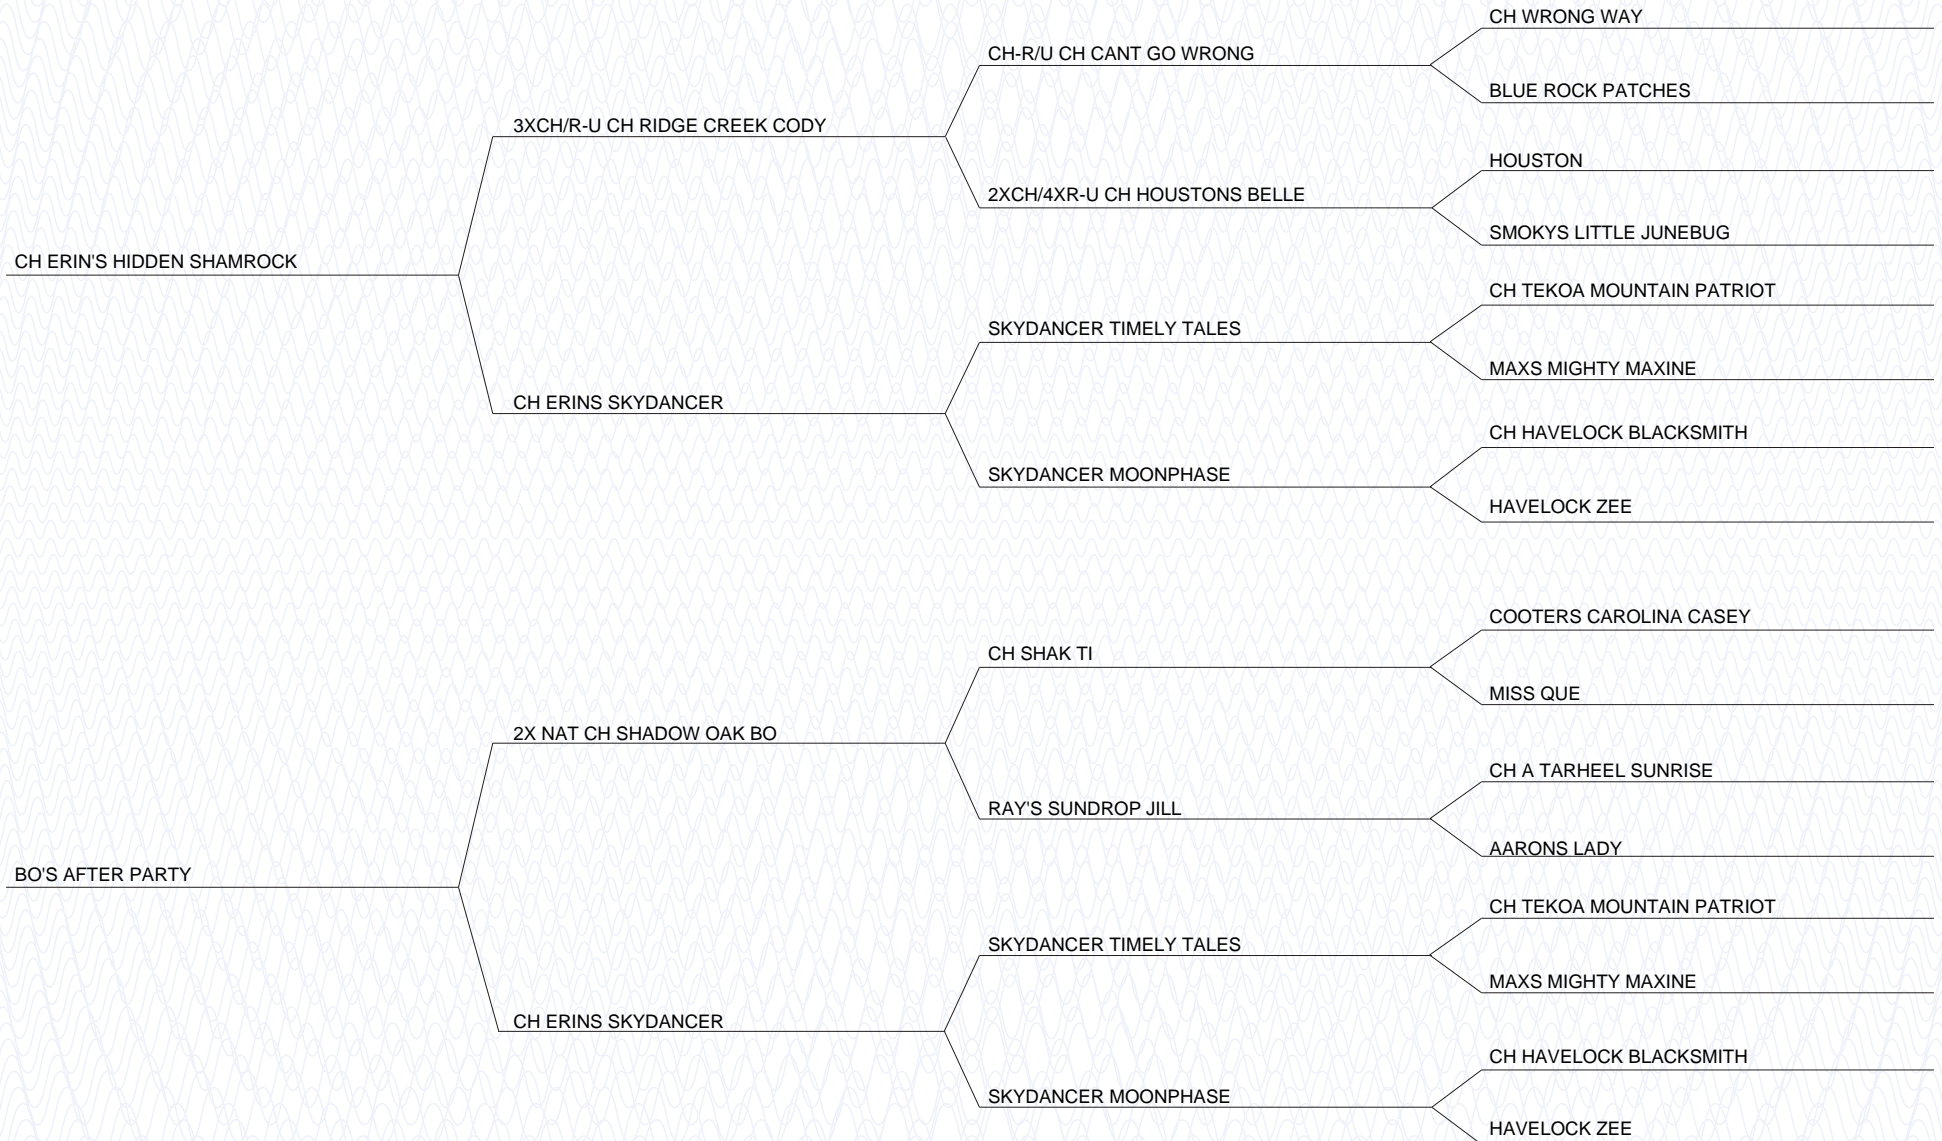 CH WRONG WAY
CH-R/U CH CANT GO WRONG
BLUE ROCK PATCHES
3XCH/R-U CH RIDGE CREEK CODY
HOUSTON
2XCH/4XR-U CH HOUSTONS BELLE
SMOKYS LITTLE JUNEBUG
CH ERIN'S HIDDEN SHAMROCK
CH TEKOA MOUNTAIN PATRIOT
SKYDANCER TIMELY TALES
MAXS MIGHTY MAXINE
CH ERINS SKYDANCER
CH HAVELOCK BLACKSMITH
SKYDANCER MOONPHASE
HAVELOCK ZEE
COOTERS CAROLINA CASEY
CH SHAK TI
MISS QUE
2X NAT CH SHADOW OAK BO
CH A TARHEEL SUNRISE
RAY'S SUNDROP JILL
AARONS LADY
BO'S AFTER PARTY
CH TEKOA MOUNTAIN PATRIOT
SKYDANCER TIMELY TALES
MAXS MIGHTY MAXINE
CH ERINS SKYDANCER
CH HAVELOCK BLACKSMITH
SKYDANCER MOONPHASE
HAVELOCK ZEE